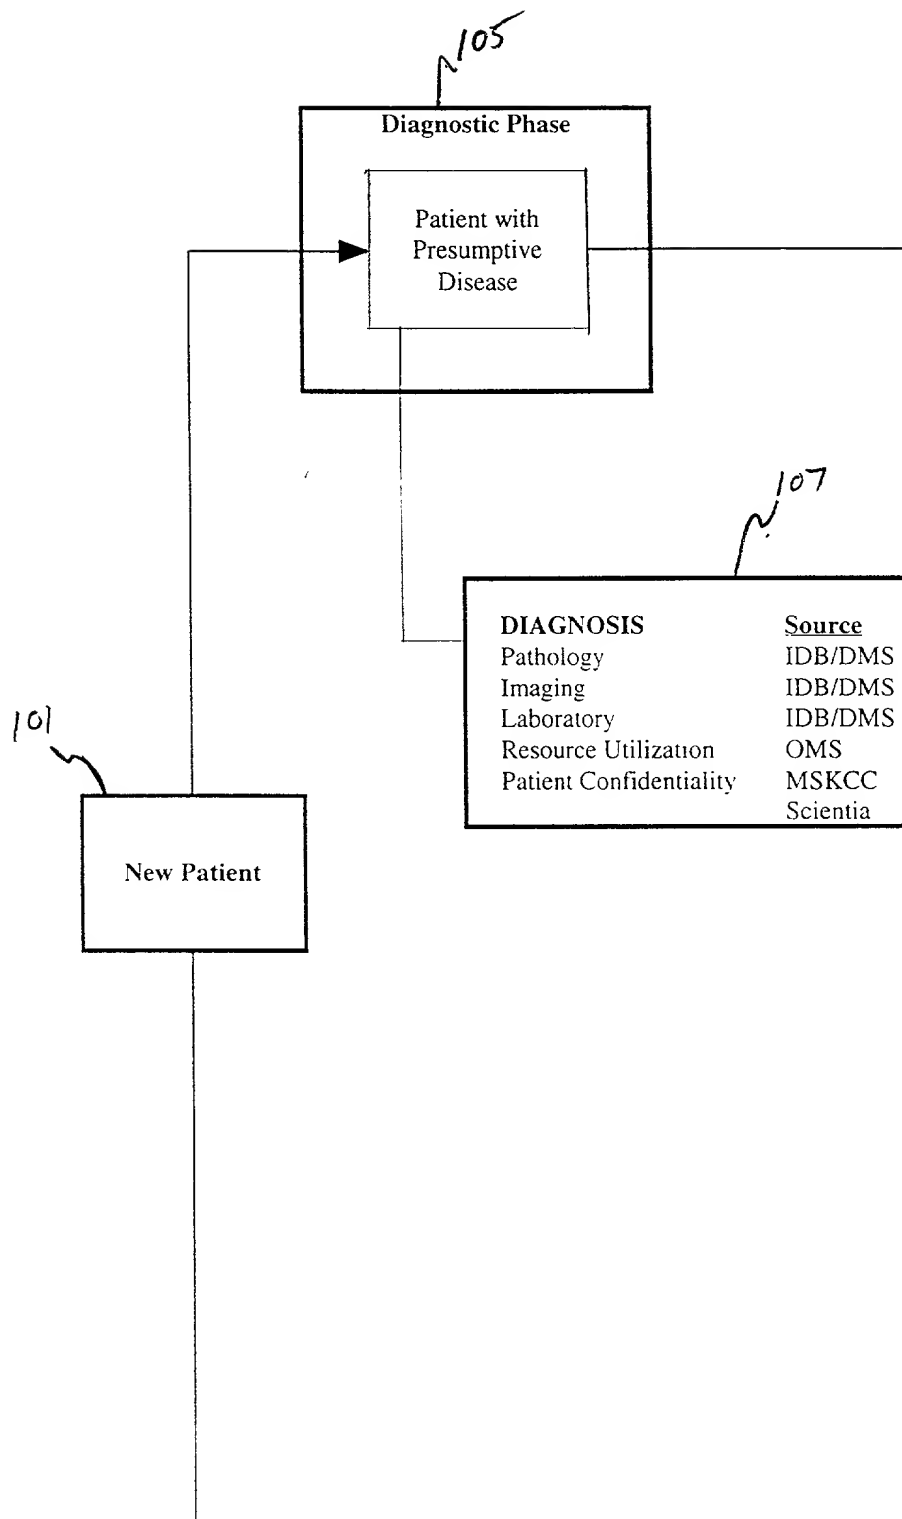 105
Diagnostic Phase
Patient with
Presumptive
Disease
107
DIAGNOSIS Source
Pathology IDB/DMS
Imaging IDB/DMS
Laboratory IDB/DMS
Resource Utilization OMS
Patient Confidentiality MSKCC
Scientia
101
New Patient